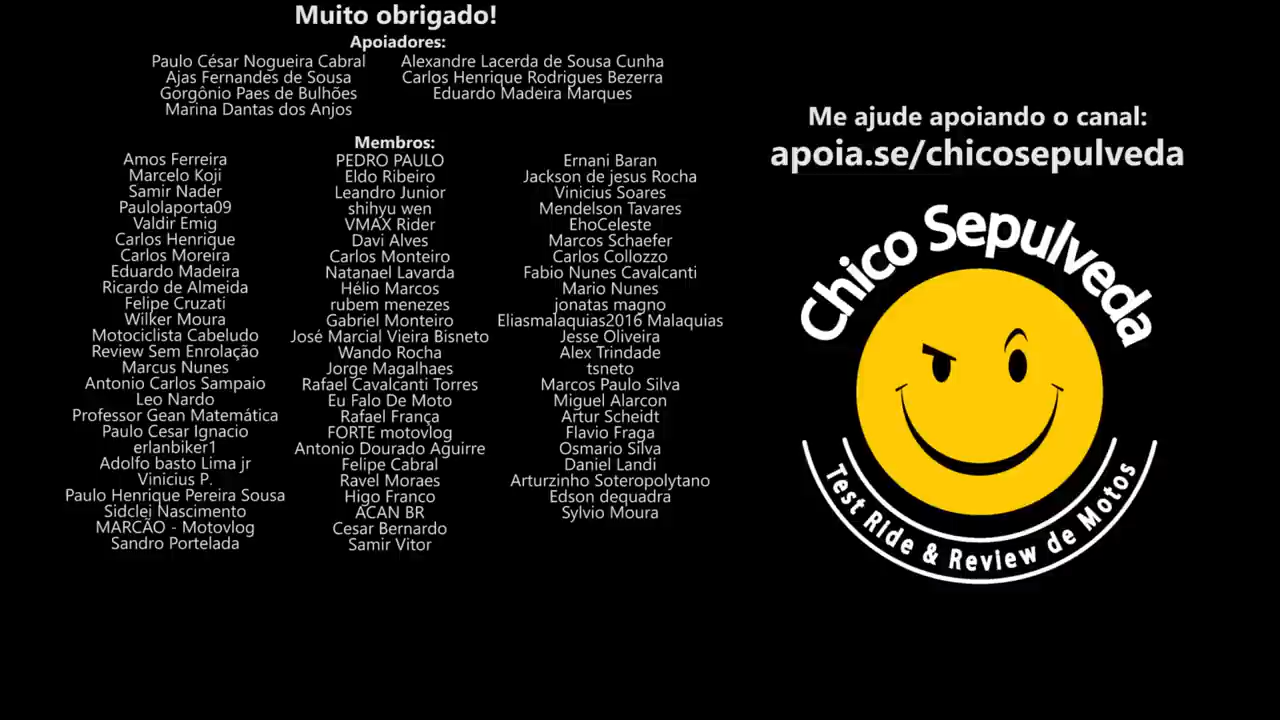 Muito obrigado!
Apoiadores:
Paulo César Nogueira Cabral
Ajas Fernandes de Sousa
Gorgônio Paes de Bulhões
Marina Dantas dos Anjos
Alexandre Lacerda de Sousa Cunha
Carlos Henrique Rodrigues Bezerra
Eduardo Madeira Marques
Membros:
Amos Ferreira
Marcelo Koji
Samir Nader
Paulolaporta09
Valdir Emig
Carlos Henrique
Carlos Moreira
Eduardo Madeira
Ricardo de Almeida
Felipe Cruzati
Wilker Moura
Motociclista Cabeludo
Review Sem Enrolação
Marcus Nunes
Antonio Carlos Sampaio
Leo Nardo
Professor Gean Matemática
Paulo Cesar Ignacio
erlanbiker1
Adolfo basto Lima jr
Vinicius P.
Paulo Henrique Pereira Sousa
Sidclei Nascimento
MARCÃO - Motovlog
Sandro Portelada
PEDRO PAULO
Eldo Ribeiro
Leandro Junior
shihyu wen
VMAX Rider
Davi Alves
Carlos Monteiro
Natanael Lavarda
Hélio Marcos
rubem menezes
Gabriel Monteiro
José Marcial Vieira Bisneto
Wando Rocha
Jorge Magalhaes
Rafael Cavalcanti Torres
Eu Falo De Moto
Rafael França
FORTE motovlog
Antonio Dourado Aguirre
Felipe Cabral
Ravel Moraes
Higo Franco
ACAN BR
Cesar Bernardo
Samir Vitor
Ernani Baran
Jackson de jesus Rocha
Vinicius Soares
Mendelson Tavares
EhoCeleste
Marcos Schaefer
Carlos Collozzo
Fabio Nunes Cavalcanti
Mario Nunes
jonatas magno
Eliasmalaquias2016 Malaquias
Jesse Oliveira
Alex Trindade
tsneto
Marcos Paulo Silva
Miguel Alarcon
Artur Scheidt
Flavio Fraga
Osmario Silva
Daniel Landi
Arturzinho Soteropolytano
Edson dequadra
Sylvio Moura
Me ajude apoiando o canal:
apoia.se/chicosepulveda
Chico Sepulveda
Test Ride & Review de Motos